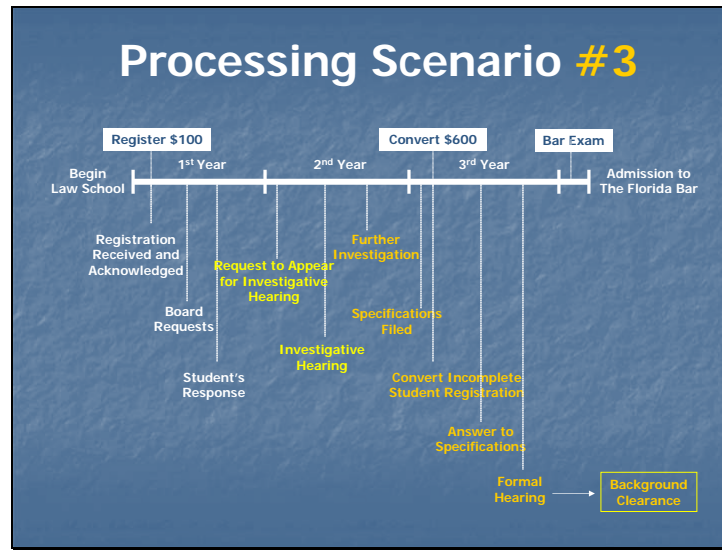 Processing Scenario #3
Register $100
Convert $600
Bar Exam
1st Year
2nd Year
3rd Year
Begin
Law School
Admission to
The Florida Bar
Registration
Received and
Acknowledged
Board
Requests
Student's
Response
Request to Appear
for Investigative
Hearing
Investigative
Hearing
Further
Investigation
Specifications
Filed
Convert Incomplete
Student Registration
Answer to
Specifications
Formal
Hearing
Background
Clearance